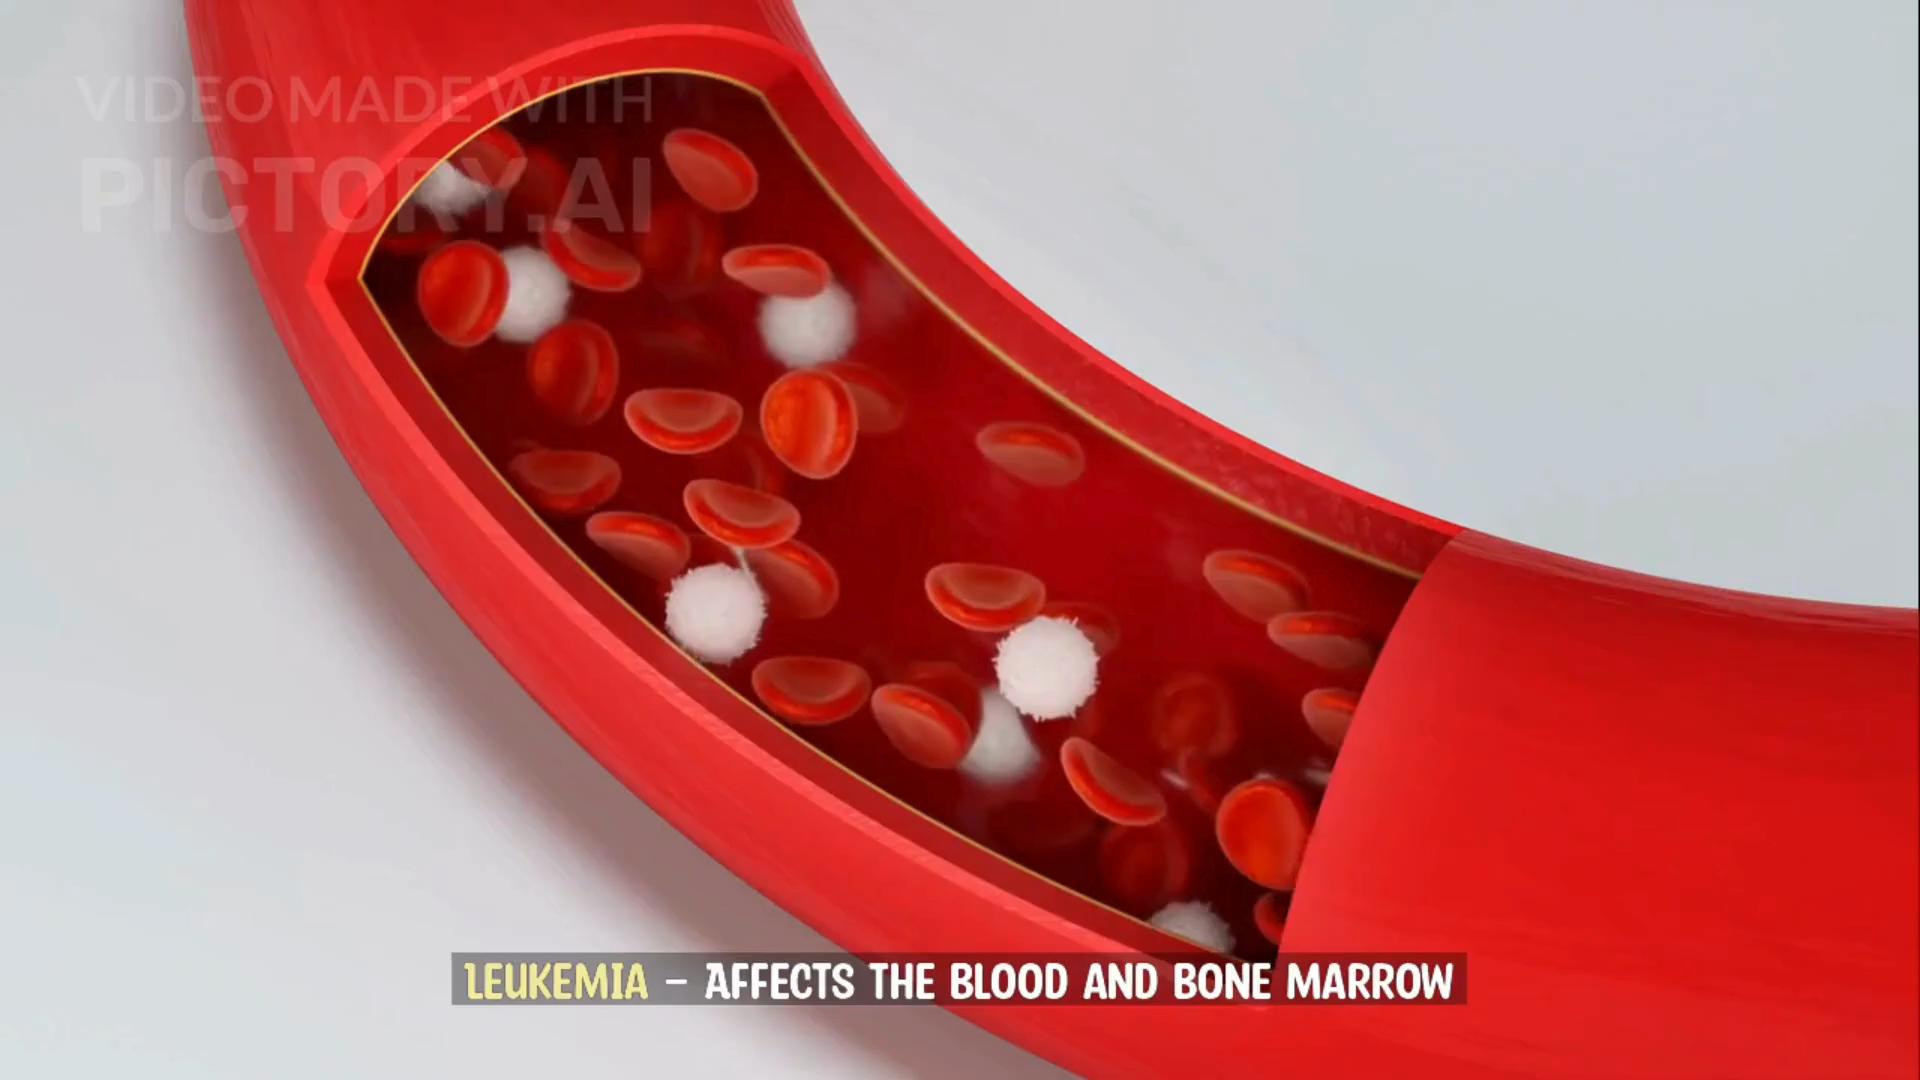 VIDEO MADE WITH
PICTORY.AI
LEUKEMIA – AFFECTS THE BLOOD AND BONE MARROW